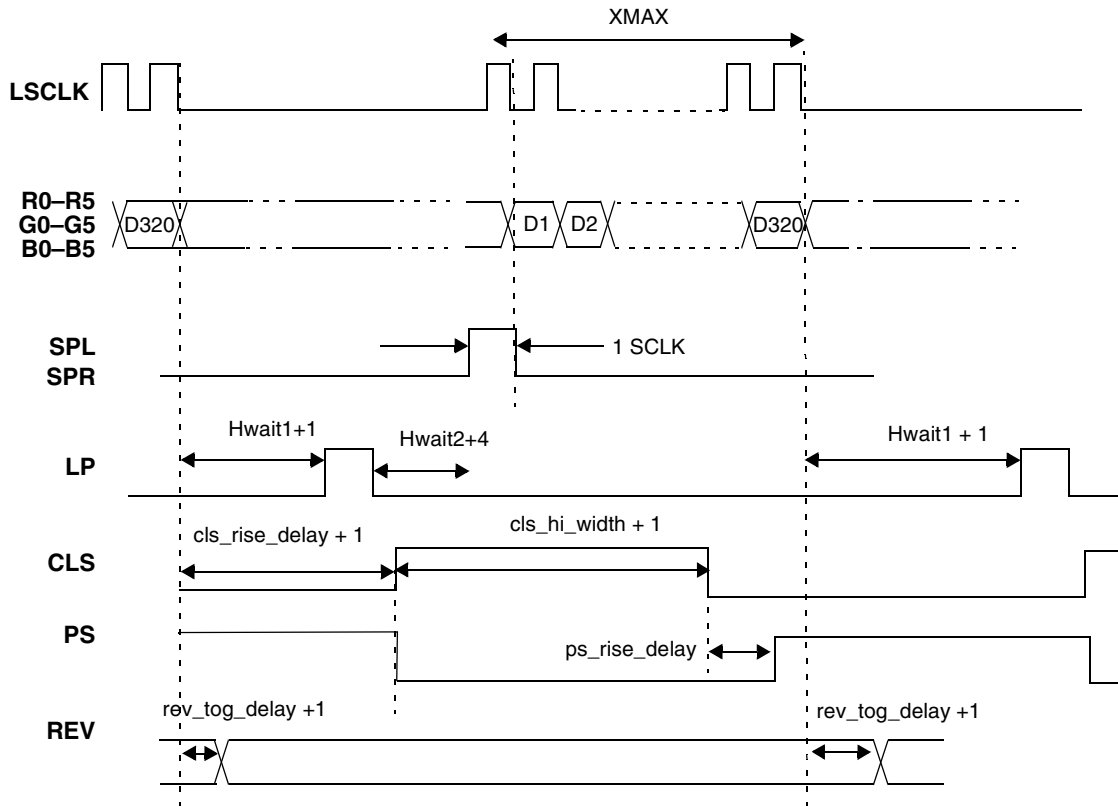 XMAX
LSCLK
R0–R5
G0–G5
B0–B5
D320
D1
D2
D320
SPL
SPR
1 SCLK
Hwait1+1
Hwait2+4
Hwait1 + 1
LP
cls_rise_delay + 1
cls_hi_width + 1
CLS
PS
ps_rise_delay
rev_tog_delay +1
rev_tog_delay +1
REV